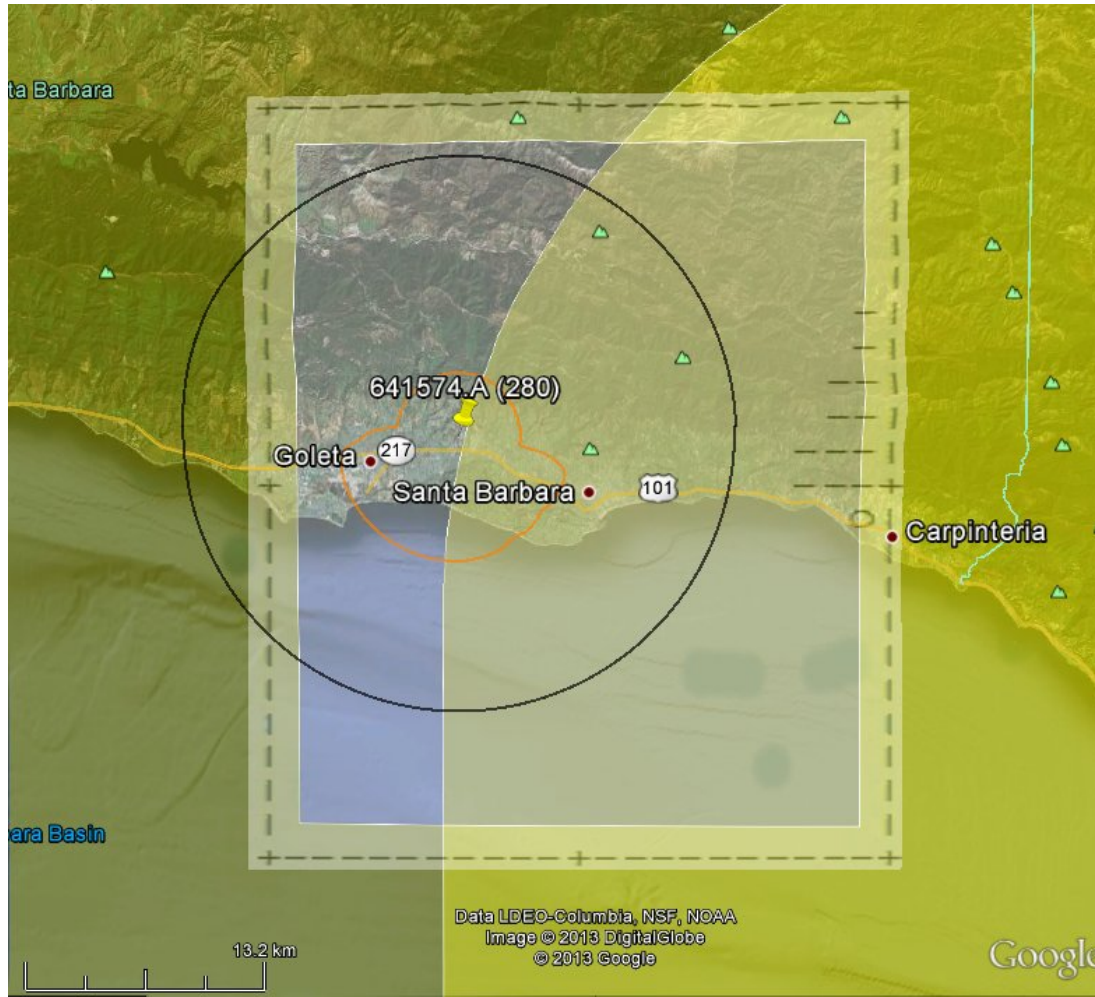 ta Barbara
641574.A (280)
Goleta
217
Santa Barbara
101
Carpinteria
ara Basin
Data LDEO-Columbia, NSF, NOAA
Image © 2013 DigitalGlobe
© 2013 Google
13.2 km
Google